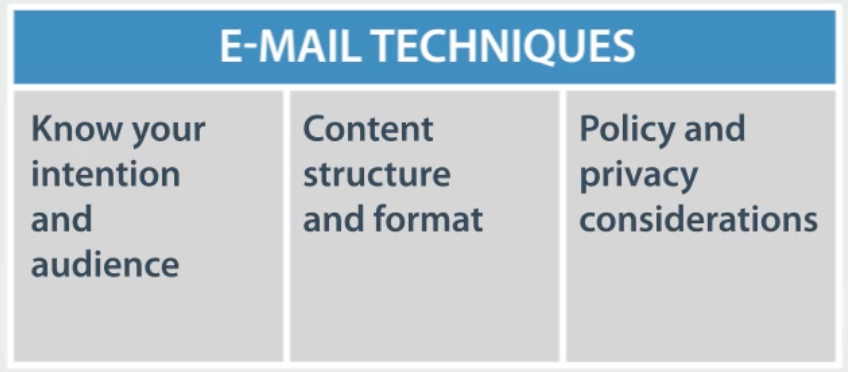 E-MAIL TECHNIQUES
Know your
intention
and
audience
Content
structure
and format
Policy and
privacy
considerations